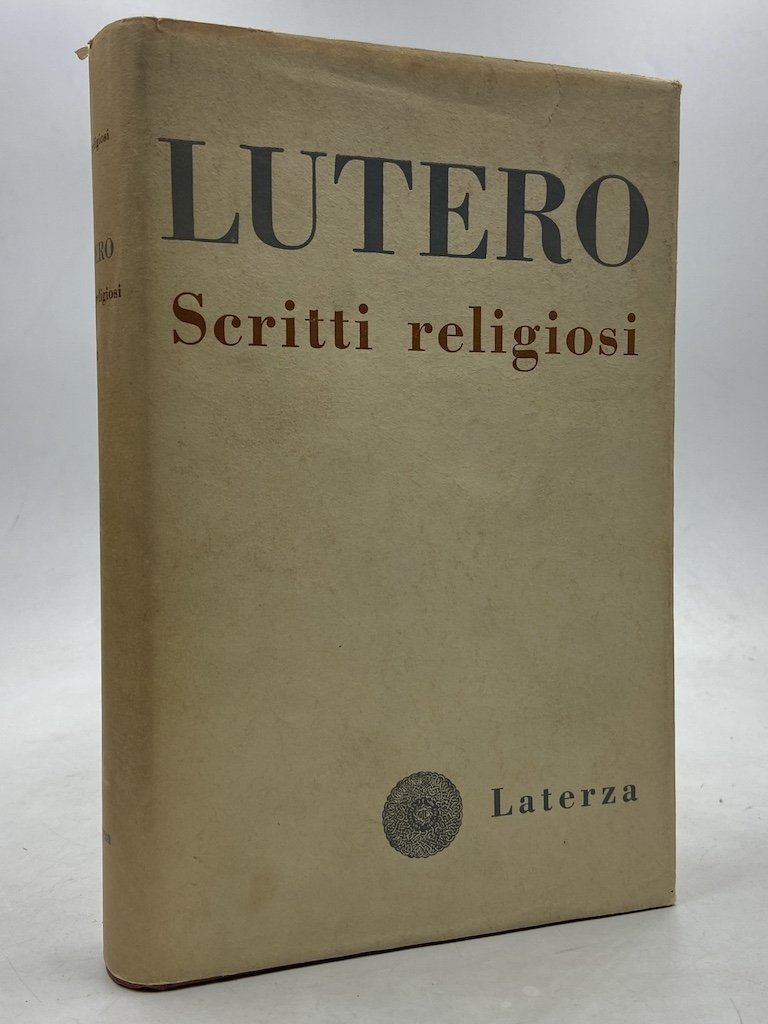 LUTERO
Scritti religiosi
Laterza